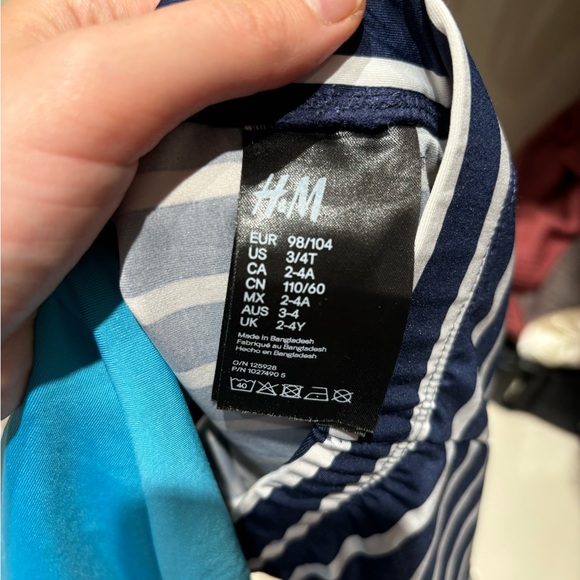 H&M
EUR 98/104
US 3/4T
CA 2-4A
CN 110/60
MX 2-4A
AUS 3-4
UK 2-4Y
Made in Bangladesh
Fabriqué au Bangladesh
Hecho en Bangladesh
O/N 125928
P/N 1027490 S
40